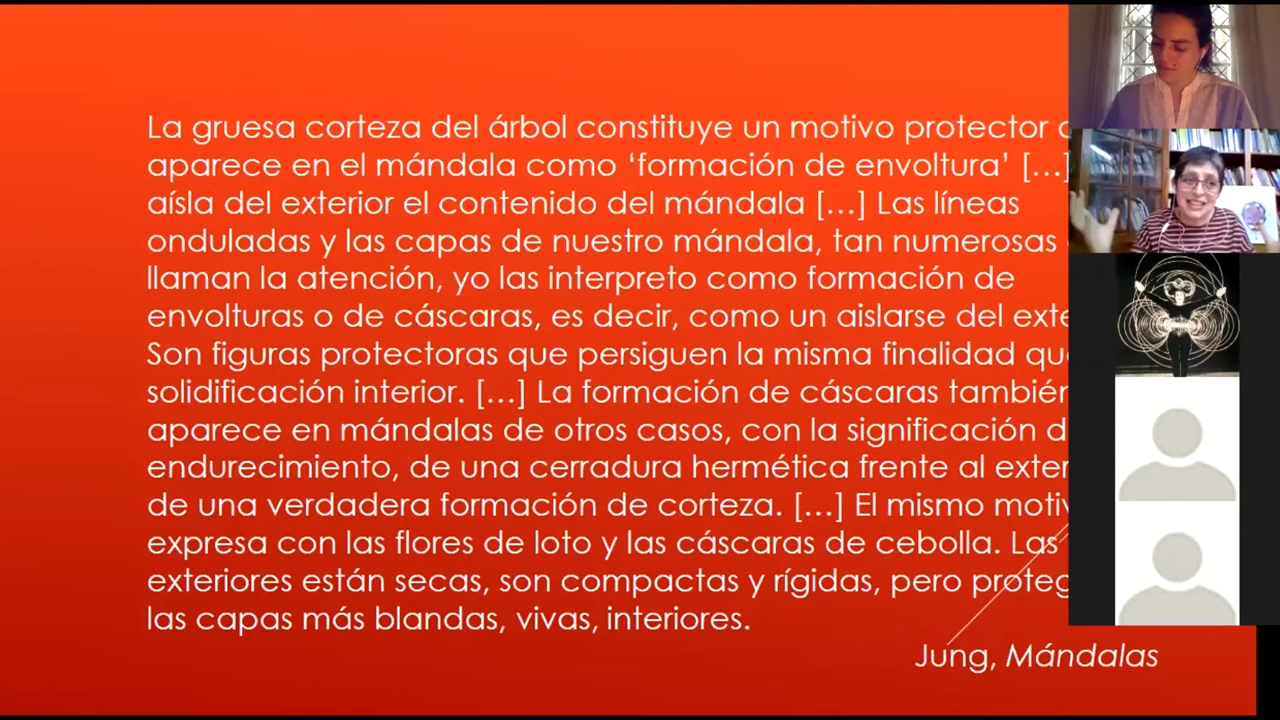 La gruesa corteza del árbol constituye un motivo protector
aparece en el mándala como ‘formación de envoltura’ […]
aísla del exterior el contenido del mándala […] Las líneas
onduladas y las capas de nuestro mándala, tan numerosas
llaman la atención, yo las interpreto como formación de
envolturas o de cáscaras, es decir, como un aislarse del
Son figuras protectoras que persiguen la misma finalidad
solidificación interior. […] La formación de cáscaras también
aparece en mándalas de otros casos, con la significación
endurecimiento, de una cerradura hermética frente al
de una verdadera formación de corteza. […] El mismo
expresa con las flores de loto y las cáscaras de cebolla. Las
exteriores están secas, son compactas y rígidas, pero
las capas más blandas, vivas, interiores.
Jung, Mándalas